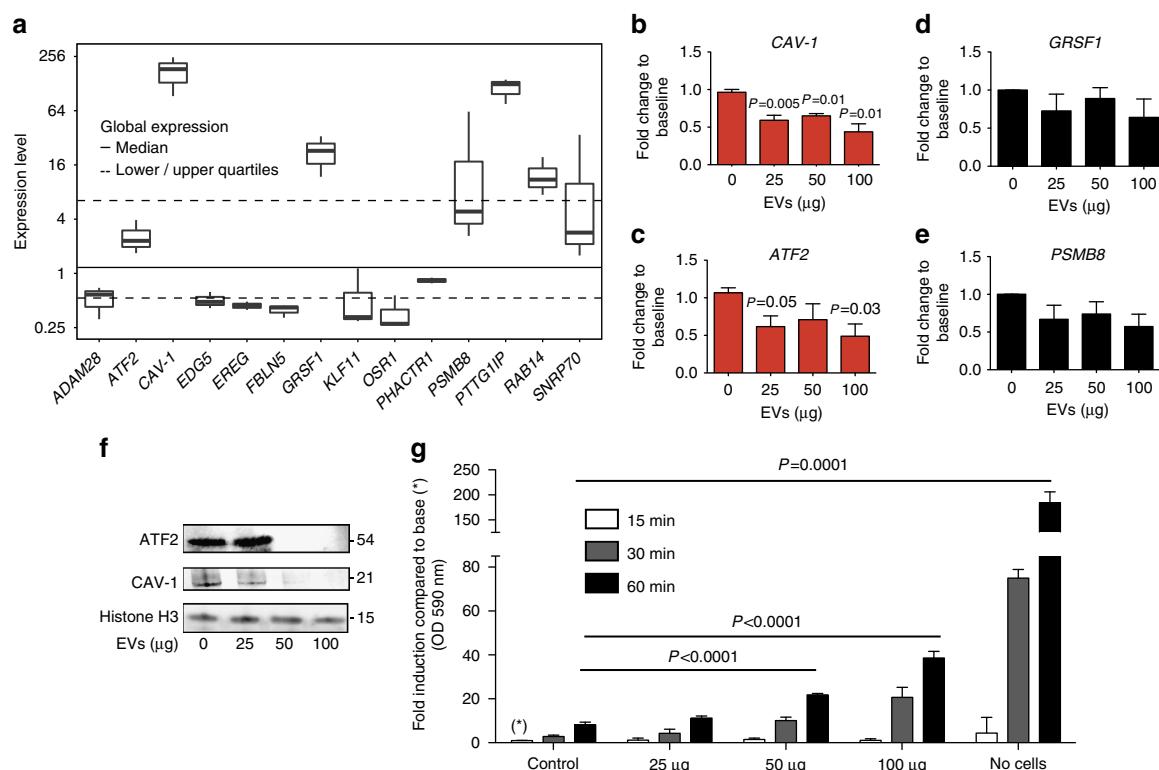 a
Expression level
256
64
16
4
1
0.25
Global expression
– Median
-- Lower / upper quartiles
ADAM28
ATF2
CAV-1
EDG5
EREG
FBLN5
GRSF1
KLF11
OSR1
PHACTR1
PSMB8
PTTG1IP
RAB14
SNRP70
b
CAV-1
Fold change to
baseline
1.5
1.0
0.5
0.0
P=0.005
P=0.01
P=0.01
0 25 50 100
EVs (μg)
c
ATF2
Fold change to
baseline
1.5
1.0
0.5
0.0
P=0.05
P=0.03
0 25 50 100
EVs (μg)
d
GRSF1
Fold change to
baseline
1.5
1.0
0.5
0.0
0 25 50 100
EVs (μg)
e
PSMB8
Fold change to
baseline
1.5
1.0
0.5
0.0
0 25 50 100
EVs (μg)
f
ATF2 -54
CAV-1 -21
Histone H3 -15
EVs (μg) 0 25 50 100
g
Fold induction compared to base (*)
(OD 590 nm)
250
200
150
80
60
40
20
0
P=0.0001
15 min
30 min
60 min
P<0.0001
P<0.0001
(*)
Control 25 μg 50 μg 100 μg No cells